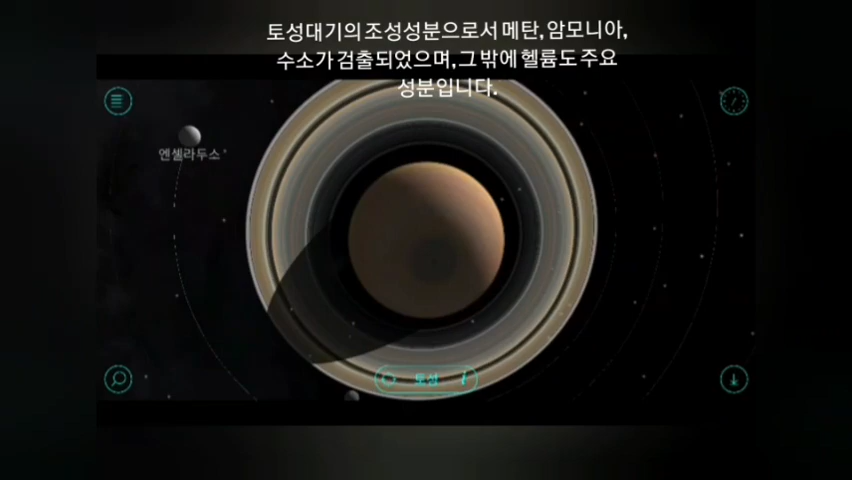 토성대기의 조성성분으로서 메탄, 암모니아,
수소가 검출되었으며, 그 밖에 헬륨도 주요
성분입니다.
엔셀라두스
토성